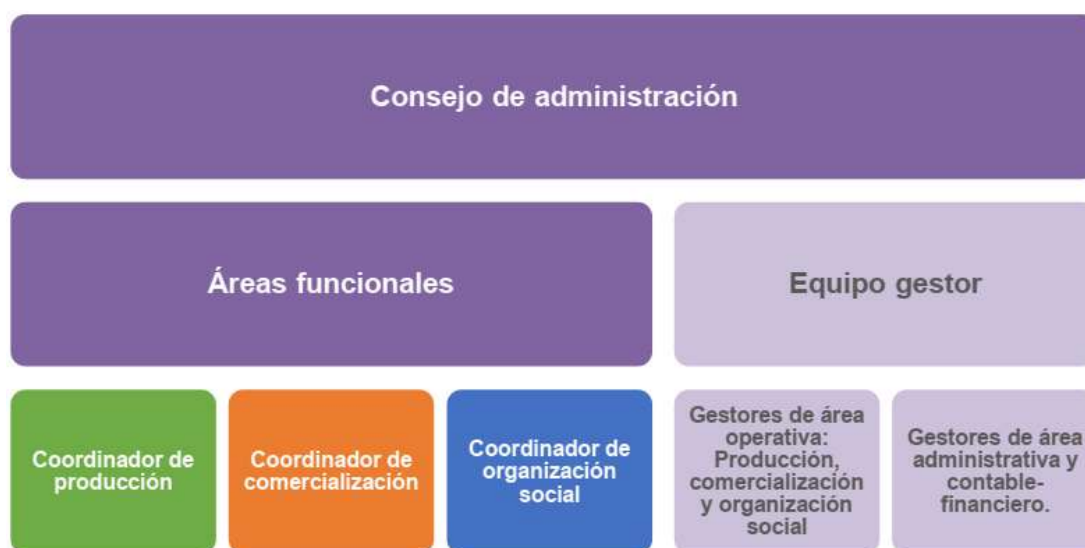 Consejo de administración
Áreas funcionales
Equipo gestor
Coordinador de
producción
Coordinador de
comercialización
Coordinador de
organización
social
Gestores de área
operativa:
Producción,
comercialización
y organización
social
Gestores de área
administrativa y
contable-
financiero.